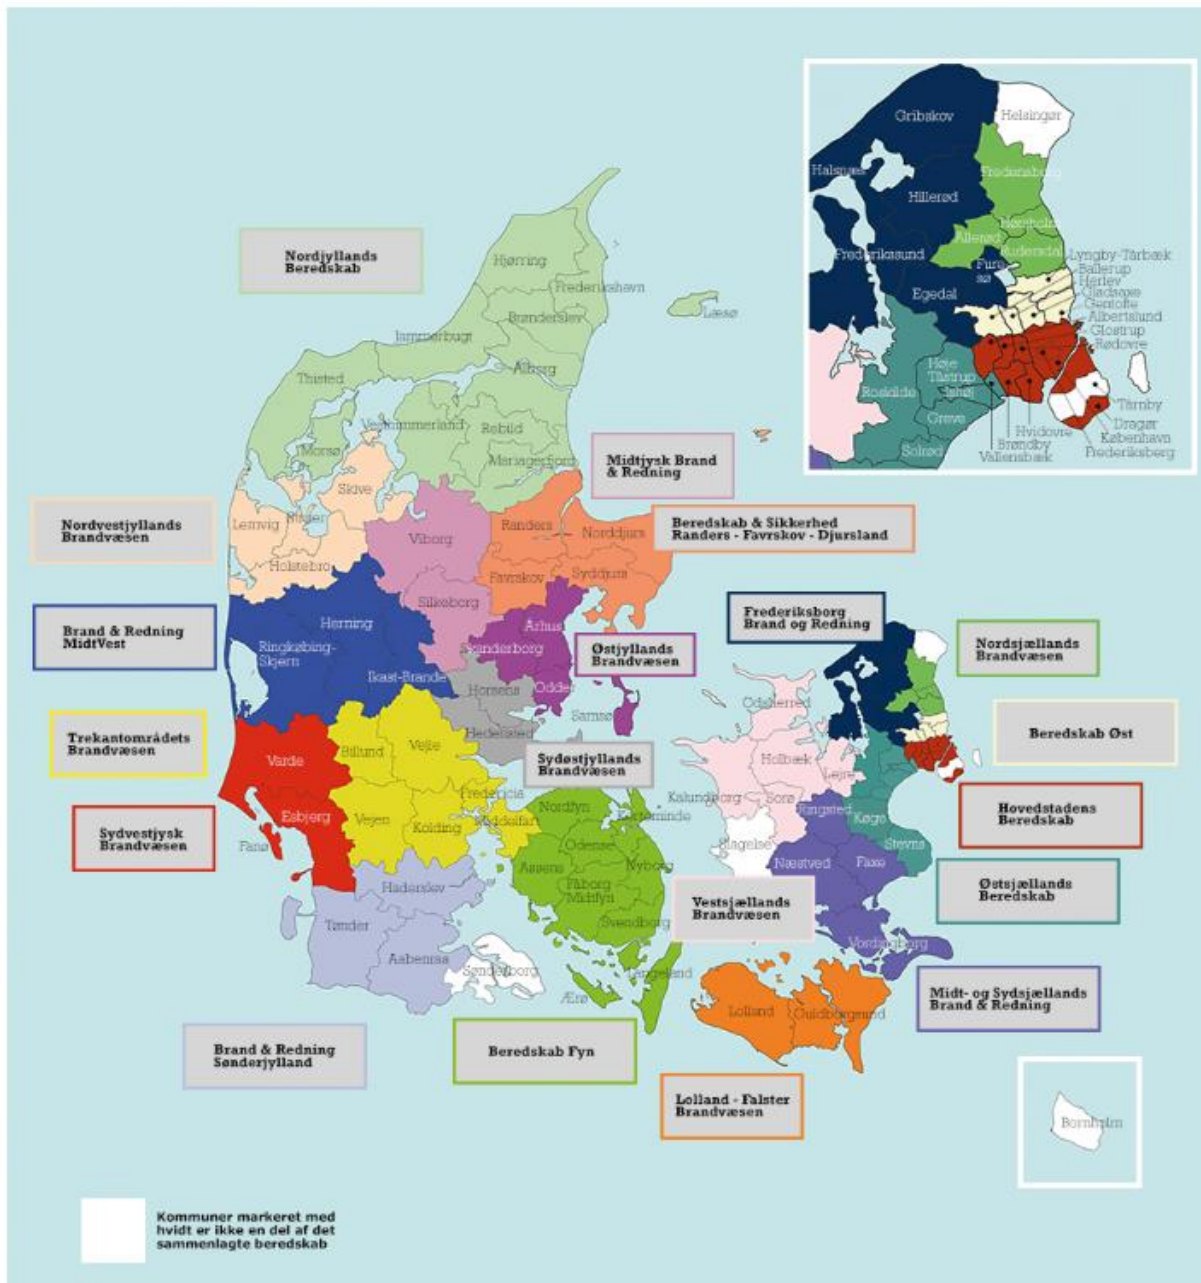 Gribskov
Helsingør
Halsnæs
Fredensborg
Hillerød
Hørsholm
Allerød
Rudersdal
Frederikssund
Fure
sø
Lyngby-Tårbæk
Ballerup
Herlev
Egedal
Gladsaxe
Gentofte
Albertslund
Glostrup
Rødovre
Høje
Tåstrup
Roskilde
Ishøj
Greve
Solrød
Tårnby
Dragør
Hvidovre
København
Brøndby
Frederiksberg
Vallensbæk
Nordjyllands
Beredskab
Hjørring
Frederikshavn
Læsø
Brønderslev
Jammerbugt
Ålborg
Thisted
Vesthimmerland
Rebild
Morsø
Mariagerfjord
Midtjysk Brand
& Redning
Skive
Nordvestjyllands
Brandvæsen
Lemvig
Struer
Holstebro
Viborg
Randers
Norddjurs
Beredskab & Sikkerhed
Randers - Favrskov - Djursland
Favrskov
Syddjurs
Silkeborg
Brand & Redning
MidtVest
Herning
Ringkøbing-
Skjern
Ikast-Brande
Århus
Skanderborg
Østjyllands
Brandvæsen
Odder
Samsø
Horsens
Hedensted
Frederiksborg
Brand og Redning
Nordsjællands
Brandvæsen
Trekantområdets
Brandvæsen
Billund
Vejle
Sydøstjyllands
Brandvæsen
Odsherred
Holbæk
Lejre
Beredskab Øst
Varde
Fredericia
Middelfart
Nordfyn
Kerteminde
Kalundborg
Sorø
Ringsted
Køge
Stevns
Hovedstadens
Beredskab
Sydvestjysk
Brandvæsen
Esbjerg
Fanø
Vejen
Kolding
Odense
Nyborg
Assens
Fåborg
Midtfyn
Svendborg
Slagelse
Næstved
Faxe
Østsjællands
Beredskab
Haderslev
Vestsjællands
Brandvæsen
Tønder
Aabenraa
Sønderborg
Langeland
Ærø
Vordingborg
Midt- og Sydsjællands
Brand & Redning
Lolland
Guldborgsund
Brand & Redning
Sønderjylland
Beredskab Fyn
Lolland - Falster
Brandvæsen
Bornholm
Kommuner markeret med
hvidt er ikke en del af det
sammenlagte beredskab